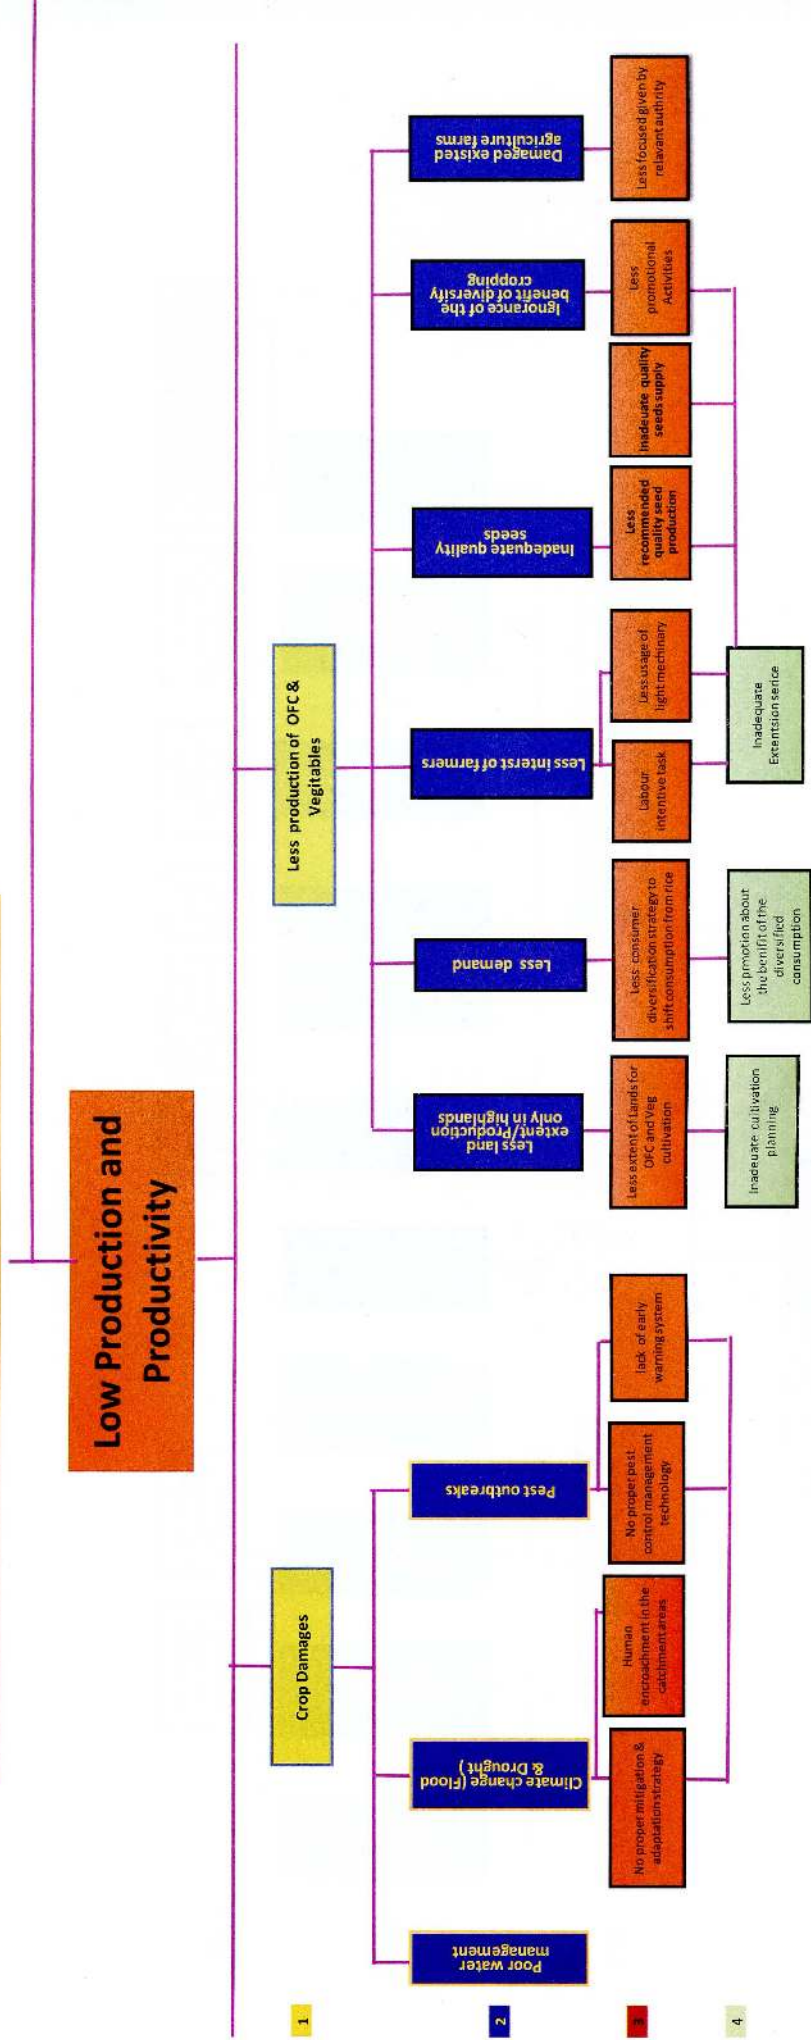 Low Production and
Productivity
1
Crop Damages
Less production of OFC &
Vegitables
2
Poor water
management
Climate change (Flood
& Drought )
Pest outbreaks
Less land
extent/Production
only in highlands
Less demand
Less interst of farmers
Inadequate quality
seeds
Ignorance of the
benefit of diversify
cropping
Damaged existed
agriculture farms
3
No proper mitigation &
adaptation strategy
Human
encroachment in the
catchment areas
No proper pest
control management
technology
lack of early
warning system
Less extent of Lands for
OFC and Veg
cultivation
Less consumer
diversification strategy to
shift consumption from rice
Labour
intentive task
Less usage of
light mechinary
Less
recommended
quality seed
production
Inadeuate quality
seeds supply
Less
promotional
Activities
Less focused given by
relavant authrity
4
Inadeuate cultivation
planning
Less prmotion about
the benifit of the
diversified
consumption
Inadequate
Extentsion serice